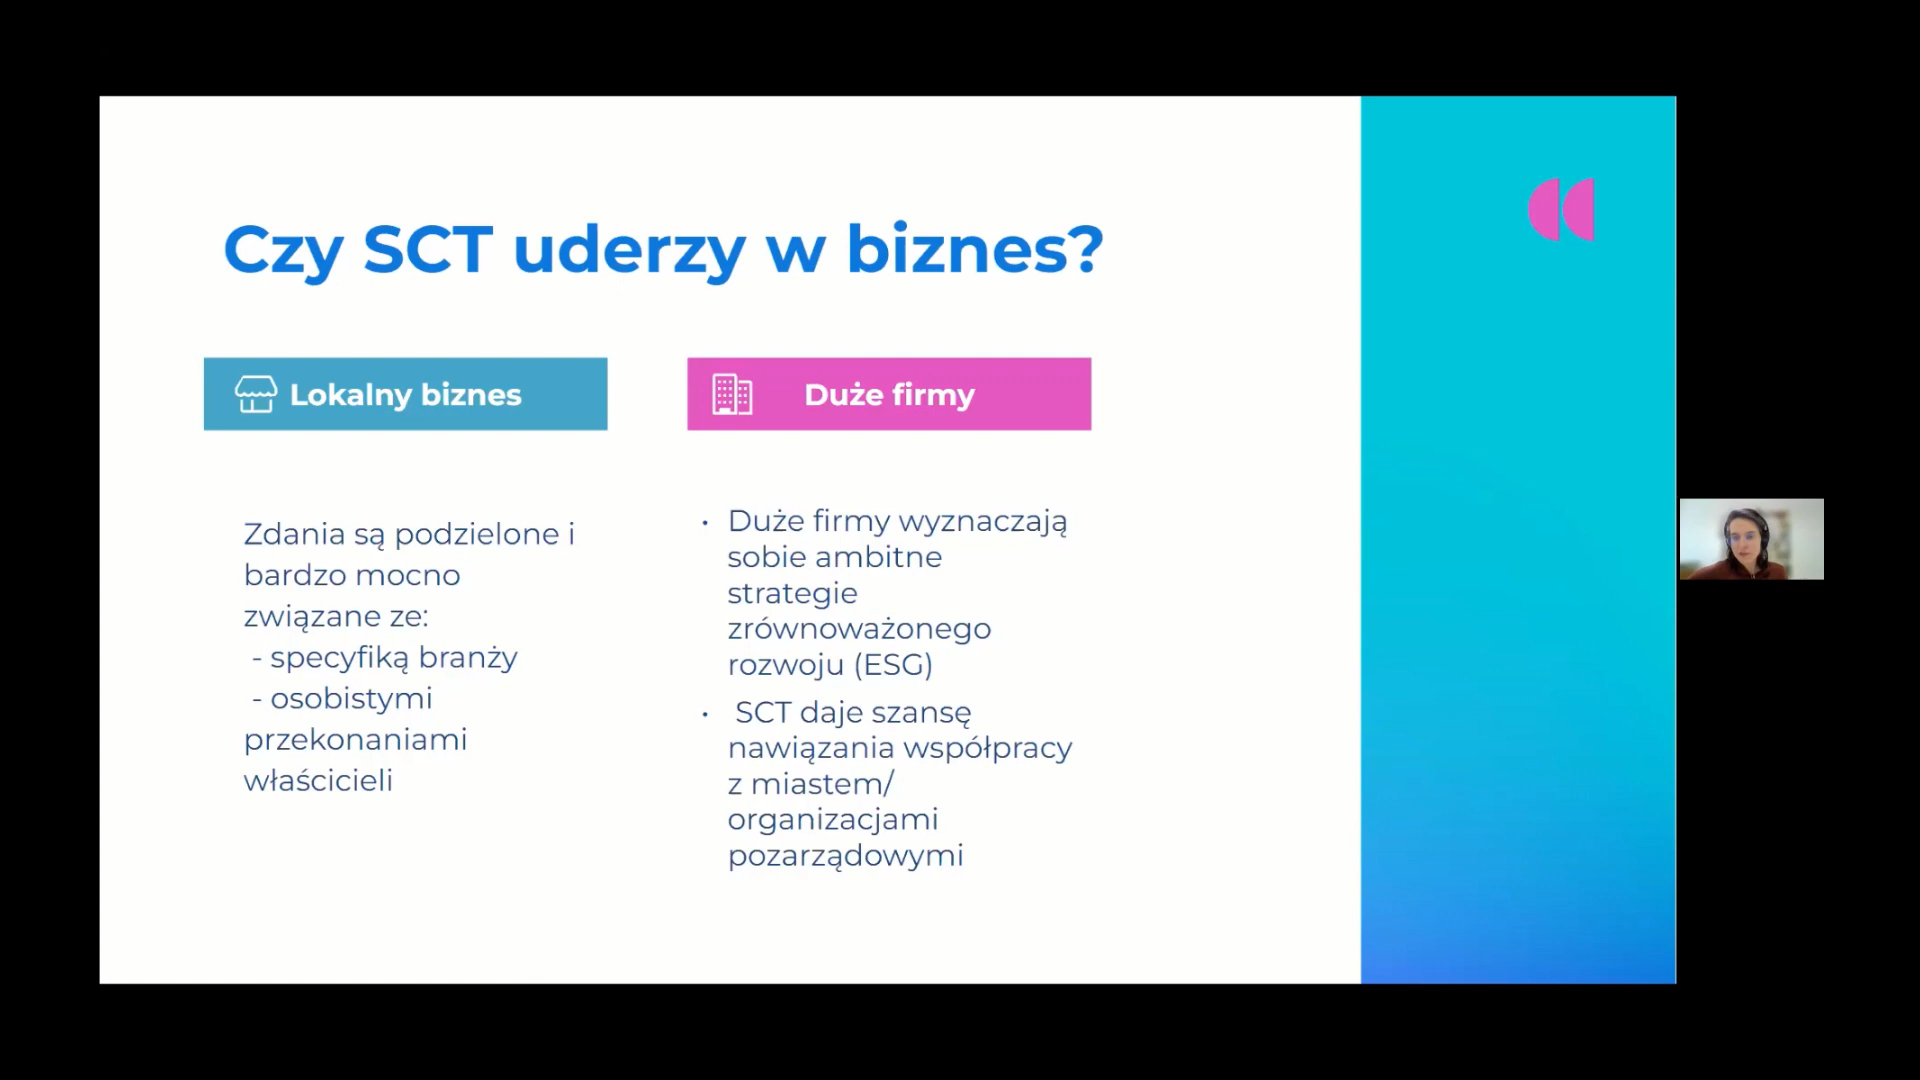 Czy SCT uderzy w biznes?
Lokalny biznes
Zdania są podzielone i
bardzo mocno
związane ze:
- specyfiką branży
- osobistymi
przekonaniami
właścicieli
Duże firmy
• Duże firmy wyznaczają
sobie ambitne
strategie
zrównoważonego
rozwoju (ESG)
• SCT daje szansę
nawiązania współpracy
z miastem/
organizacjami
pozarządowymi